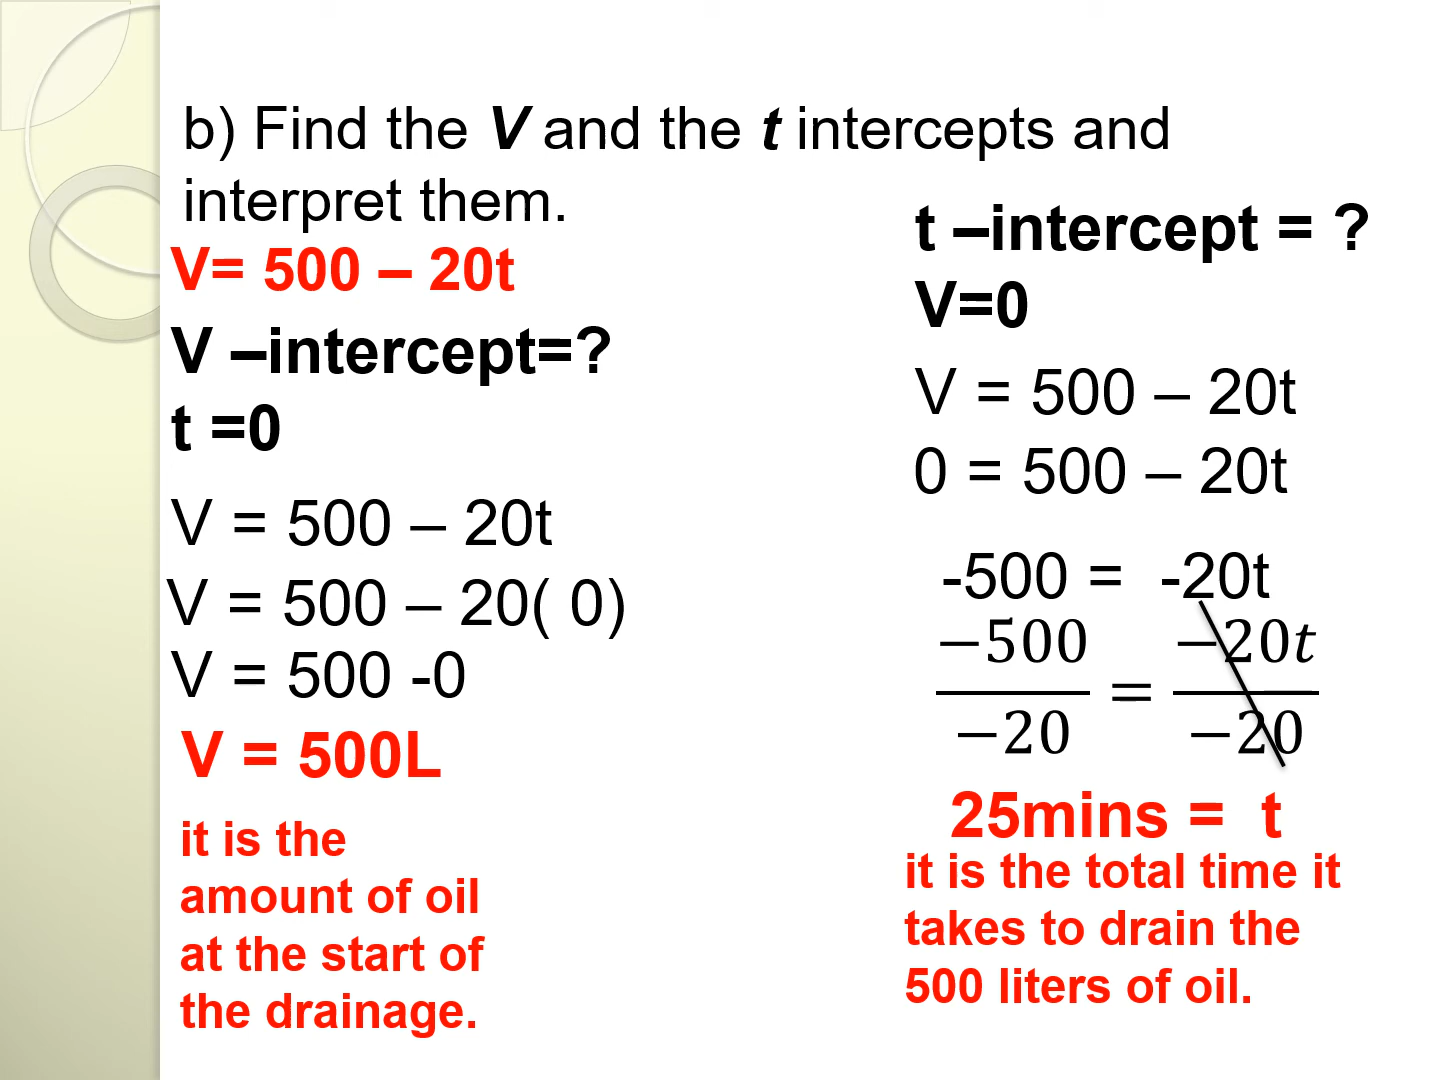 b) Find the V and the t intercepts and
interpret them.
V= 500 – 20t
V –intercept=?
t =0
V = 500 – 20t
V = 500 – 20( 0)
V = 500 -0
V = 500L
it is the
amount of oil
at the start of
the drainage.
t –intercept = ?
V=0
V = 500 – 20t
0 = 500 – 20t
-500 = -20t
−500/−20 = −20t/−20
25mins = t
it is the total time it
takes to drain the
500 liters of oil.